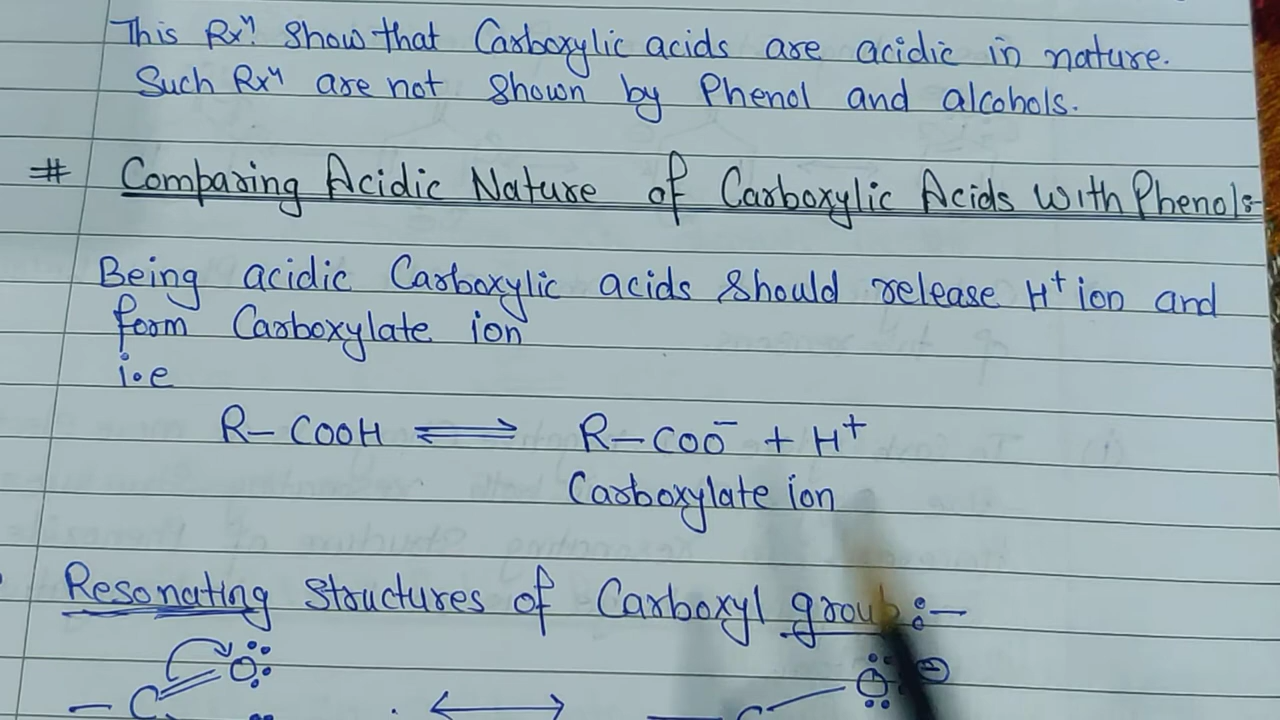 This Rxⁿ. Show that Carboxylic acids are acidic in nature.
Such Rxⁿ are not shown by Phenol and alcohols.
# Comparing Acidic Nature of Carboxylic Acids With Phenols:-
Being acidic Carboxylic acids should release H⁺ ion and
form Carboxylate ion
i.e
R-COOH ⇌ R-COO⁻ + H⁺
Carboxylate ion
Resonating Structures of Carboxyl group:-
O O ⊖
-C ↔ -C